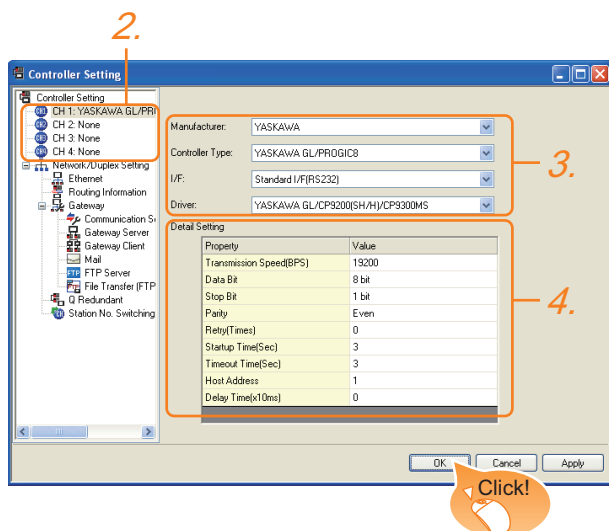 2.
Controller Setting
Controller Setting
CH 1: YASKAWA GL/PRI
CH 2: None
CH 3: None
CH 4: None
Network/Duplex Setting
Ethernet
Routing Information
Gateway
Communication S
Gateway Server
Gateway Client
Mail
FTP FTP Server
File Transfer (FTP
Q Redundant
Station No. Switching
Manufacturer: YASKAWA
Controller Type: YASKAWA GL/PROGIC8
I/F: Standard I/F(RS232)
Driver: YASKAWA GL/CP9200(SH/H)/CP9300MS
3.
Detail Setting
Property Value
Transmission Speed(BPS) 19200
Data Bit 8 bit
Stop Bit 1 bit
Parity Even
Retry(Times) 0
Startup Time(Sec) 3
Timeout Time(Sec) 3
Host Address 1
Delay Time(x10ms) 0
4.
OK Cancel Apply
Click!